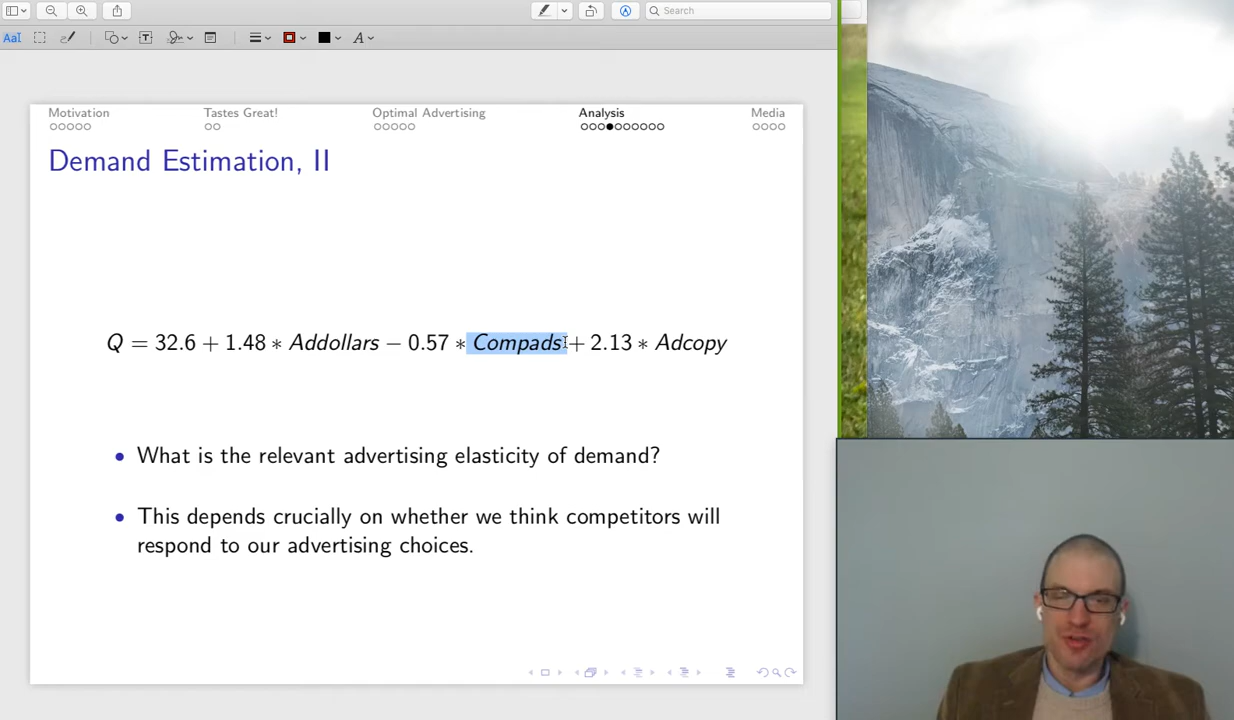 Search
AaI
A
Motivation Tastes Great! Optimal Advertising Analysis Media
Demand Estimation, II
Q = 32.6 + 1.48 ∗ Addollars − 0.57 ∗ Compads + 2.13 ∗ Adcopy
• What is the relevant advertising elasticity of demand?
• This depends crucially on whether we think competitors will
respond to our advertising choices.